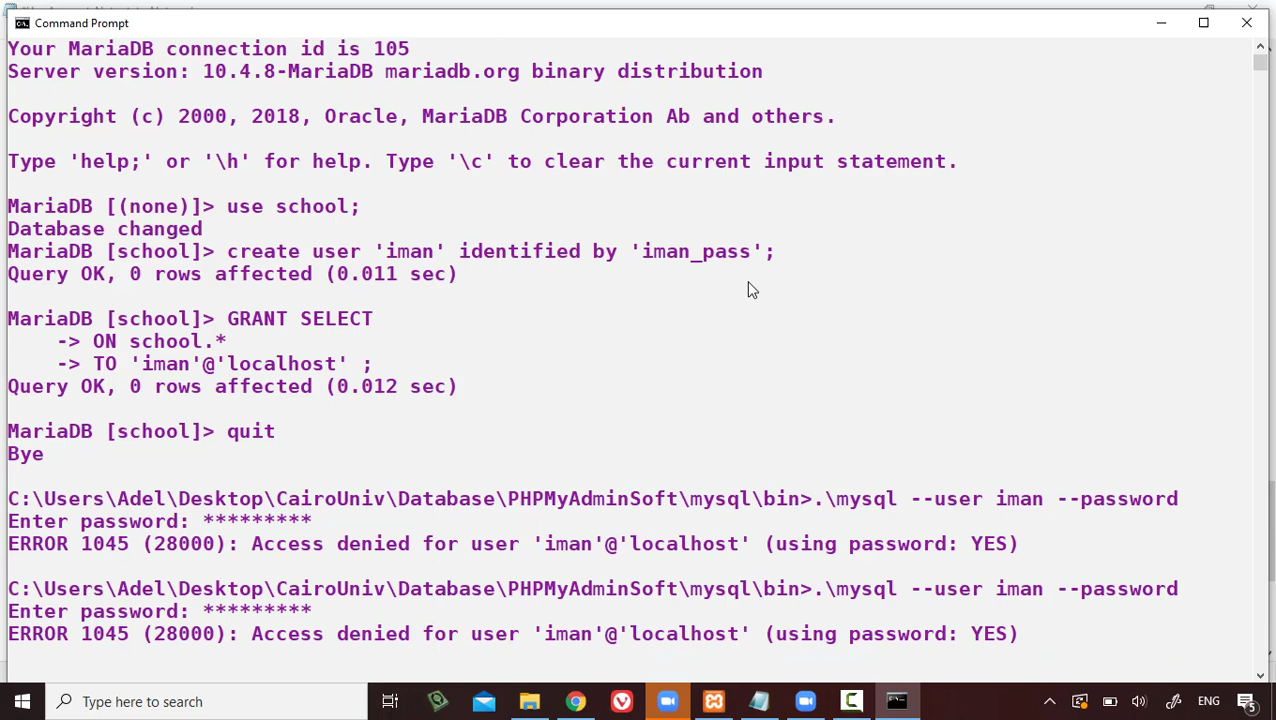 Command Prompt
Your MariaDB connection id is 105
Server version: 10.4.8-MariaDB mariadb.org binary distribution
Copyright (c) 2000, 2018, Oracle, MariaDB Corporation Ab and others.
Type 'help;' or '\h' for help. Type '\c' to clear the current input statement.
MariaDB [(none)]> use school;
Database changed
MariaDB [school]> create user 'iman' identified by 'iman_pass';
Query OK, 0 rows affected (0.011 sec)
MariaDB [school]> GRANT SELECT
    -> ON school.*
    -> TO 'iman'@'localhost' ;
Query OK, 0 rows affected (0.012 sec)
MariaDB [school]> quit
Bye
C:\Users\Adel\Desktop\CairoUniv\Database\PHPMyAdminSoft\mysql\bin>.\mysql --user iman --password
Enter password: *********
ERROR 1045 (28000): Access denied for user 'iman'@'localhost' (using password: YES)
C:\Users\Adel\Desktop\CairoUniv\Database\PHPMyAdminSoft\mysql\bin>.\mysql --user iman --password
Enter password: *********
ERROR 1045 (28000): Access denied for user 'iman'@'localhost' (using password: YES)
Type here to search
ENG
5